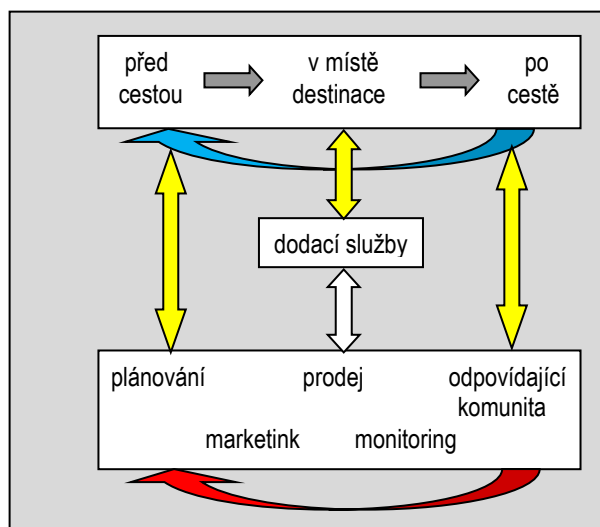 před
cestou
v místě
destinace
po
cestě
dodací služby
plánování
prodej
odpovídající
komunita
marketink
monitoring